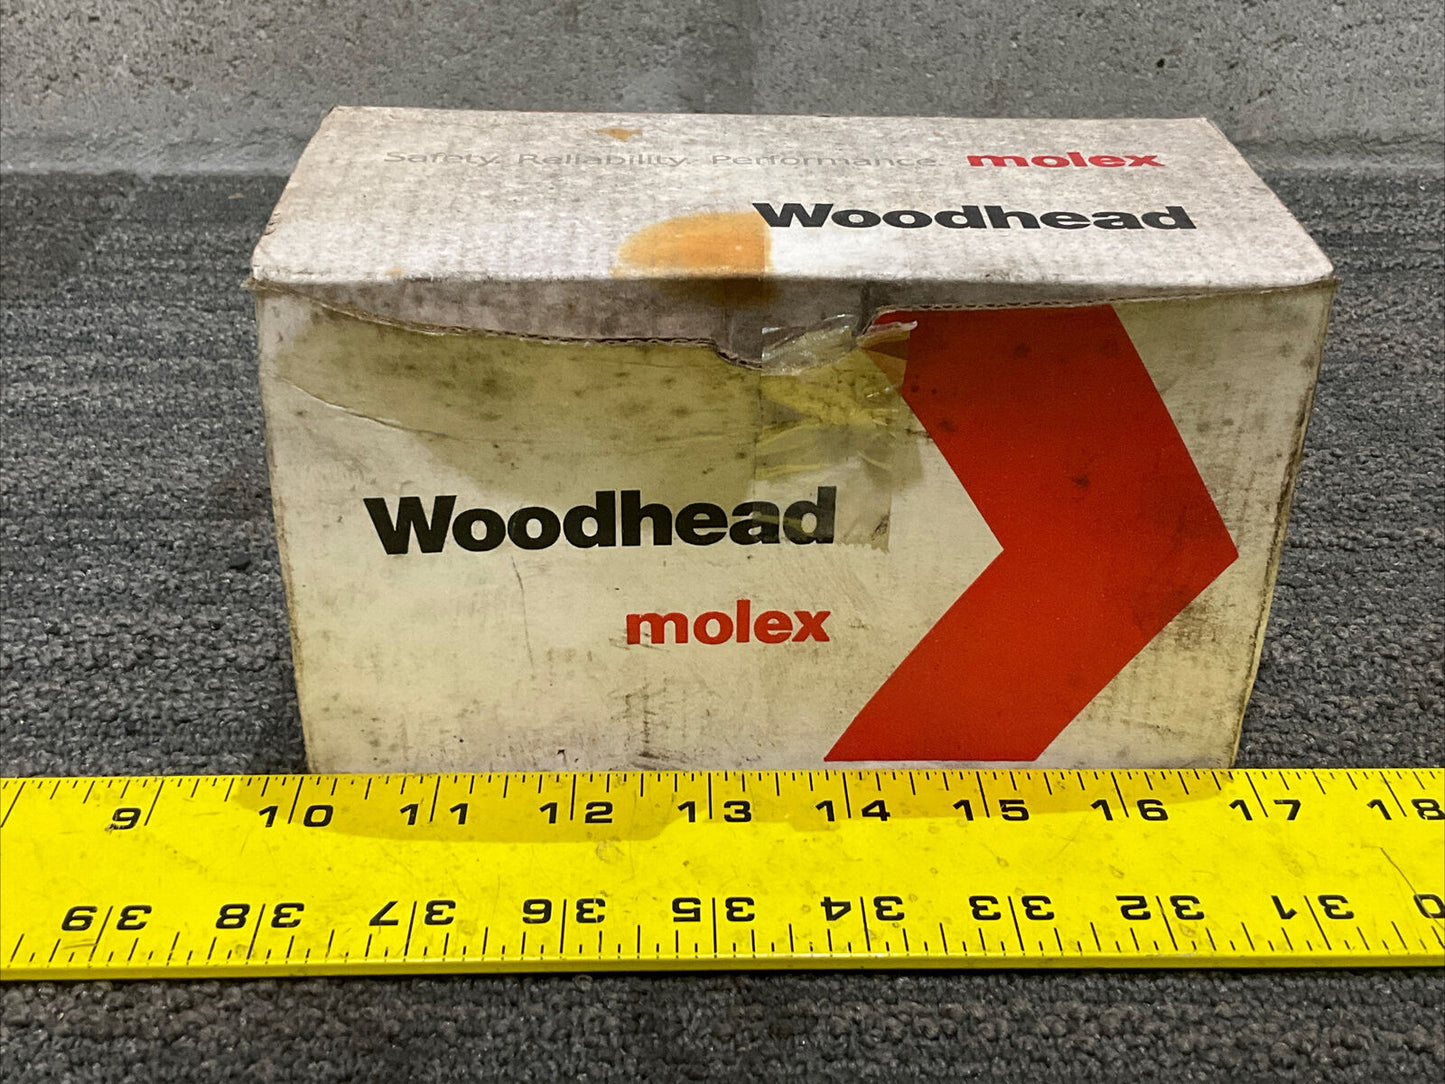 Safety. Reliability. Performance. molex
Woodhead
Woodhead
molex
9 10 11 12 13 14 15 16 17 18
39 38 37 36 35 34 33 32 31 30